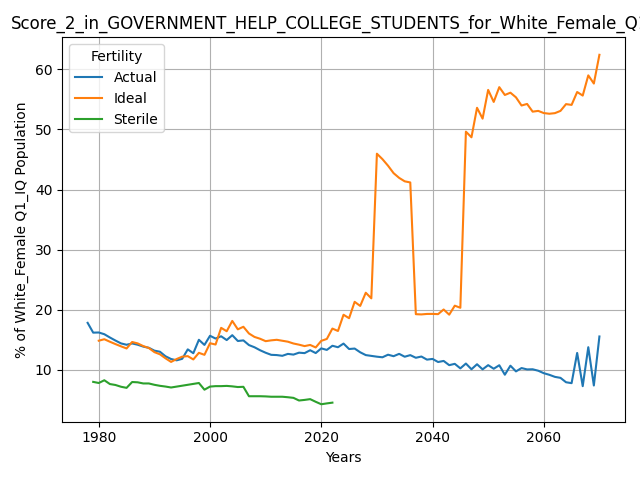 Score_2_in_GOVERNMENT_HELP_COLLEGE_STUDENTS_for_White_Female_Q
Fertility
Actual
Ideal
Sterile
% of White_Female Q1_IQ Population
60
50
40
30
20
10
1980
2000
2020
2040
2060
Years